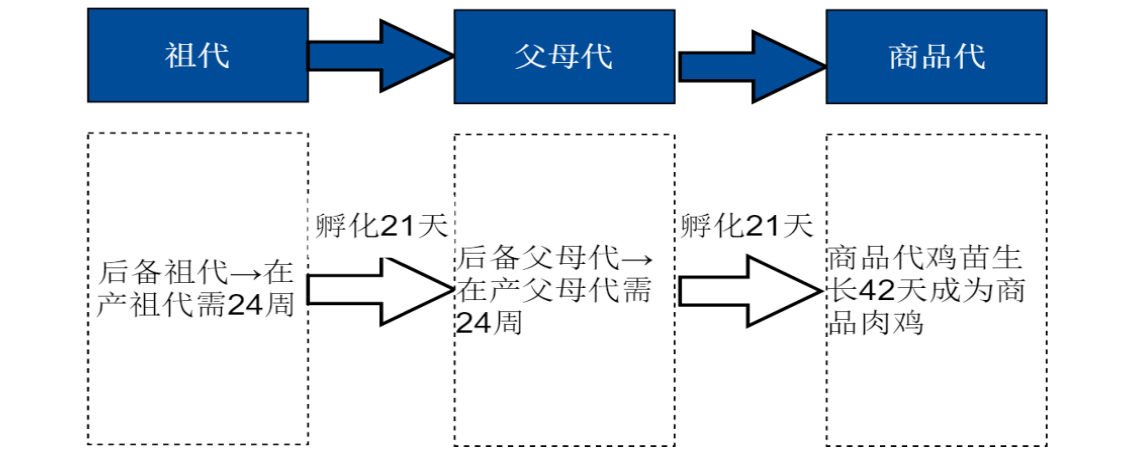 祖代
父母代
商品代
孵化21天
孵化21天
后备祖代→在
产祖代需24周
后备父母代→
在产父母代需
24周
商品代鸡苗生
长42天成为商
品肉鸡